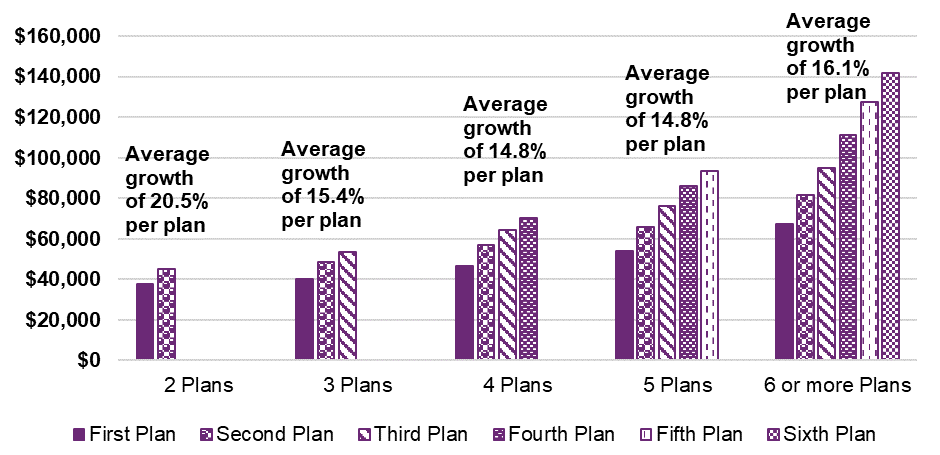 $160,000
$140,000
$120,000
$100,000
$80,000
$60,000
$40,000
$20,000
$0
Average
growth
of 20.5%
per plan
Average
growth
of 15.4%
per plan
Average
growth
of 14.8%
per plan
Average
growth
of 14.8%
per plan
Average
growth
of 16.1%
per plan
2 Plans
3 Plans
4 Plans
5 Plans
6 or more Plans
First Plan
Second Plan
Third Plan
Fourth Plan
Fifth Plan
Sixth Plan